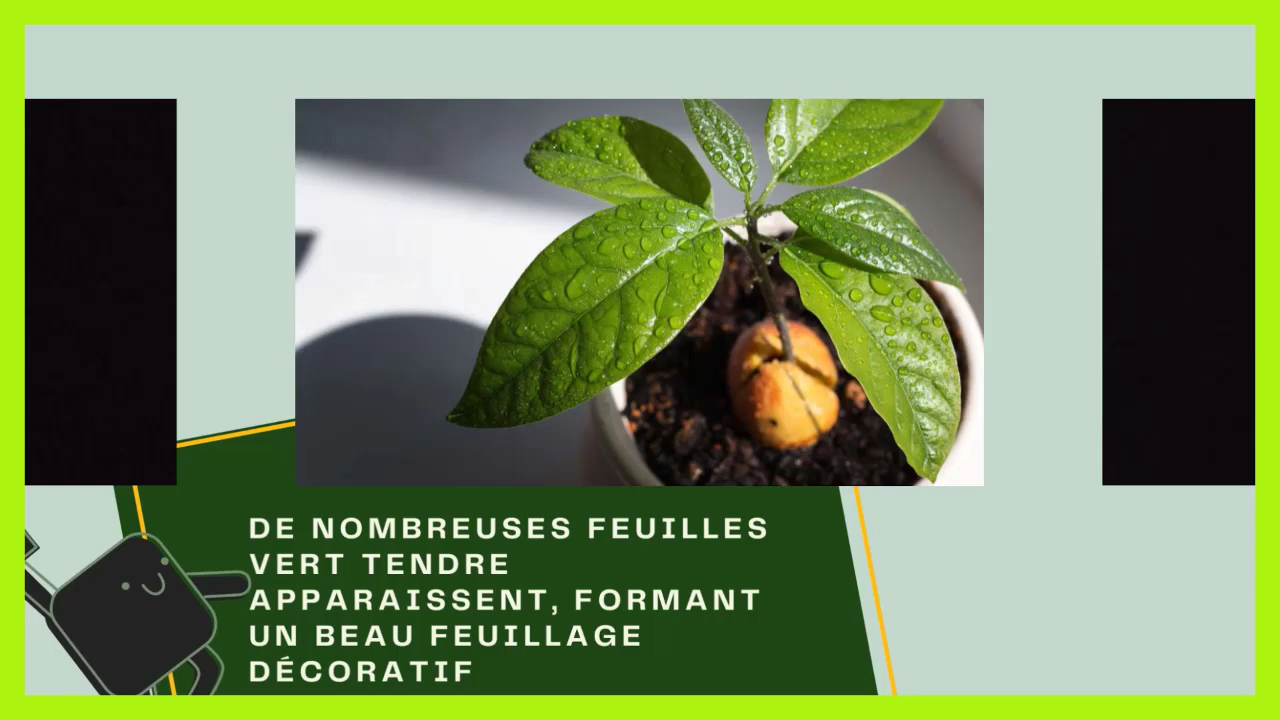 DE NOMBREUSES FEUILLES
VERT TENDRE
APPARAISSENT, FORMANT
UN BEAU FEUILLAGE
DÉCORATIF